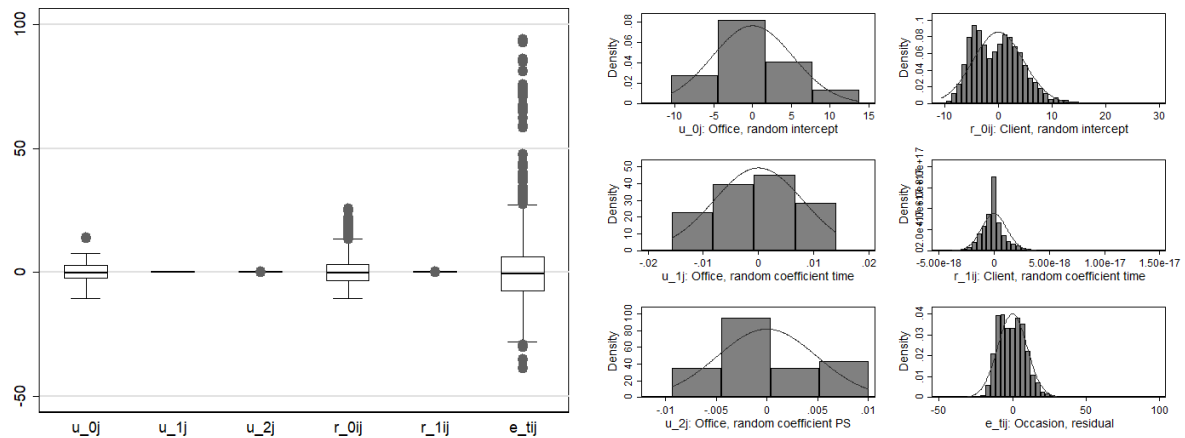 100
50
0
-50
u_0j u_1j u_2j r_0ij r_1ij e_tij
Density
0 .02 .04 .06 .08
-10 -5 0 5 10 15
u_0j: Office, random intercept
Density
0 .02 .04 .06 .08 .1
-10 0 10 20 30
r_0ij: Client, random intercept
Density
0 10 20 30 40 50
-.02 -.01 0 .01 .02
u_1j: Office, random coefficient time
Density
-5.00e-18 0 5.00e-18 1.00e-17 1.50e-17
r_1ij: Client, random coefficient time
Density
0 20 40 60 80 100
-.01 -.005 0 .005 .01
u_2j: Office, random coefficient PS
Density
0 .01 .02 .03 .04
-50 0 50 100
e_tij: Occasion, residual